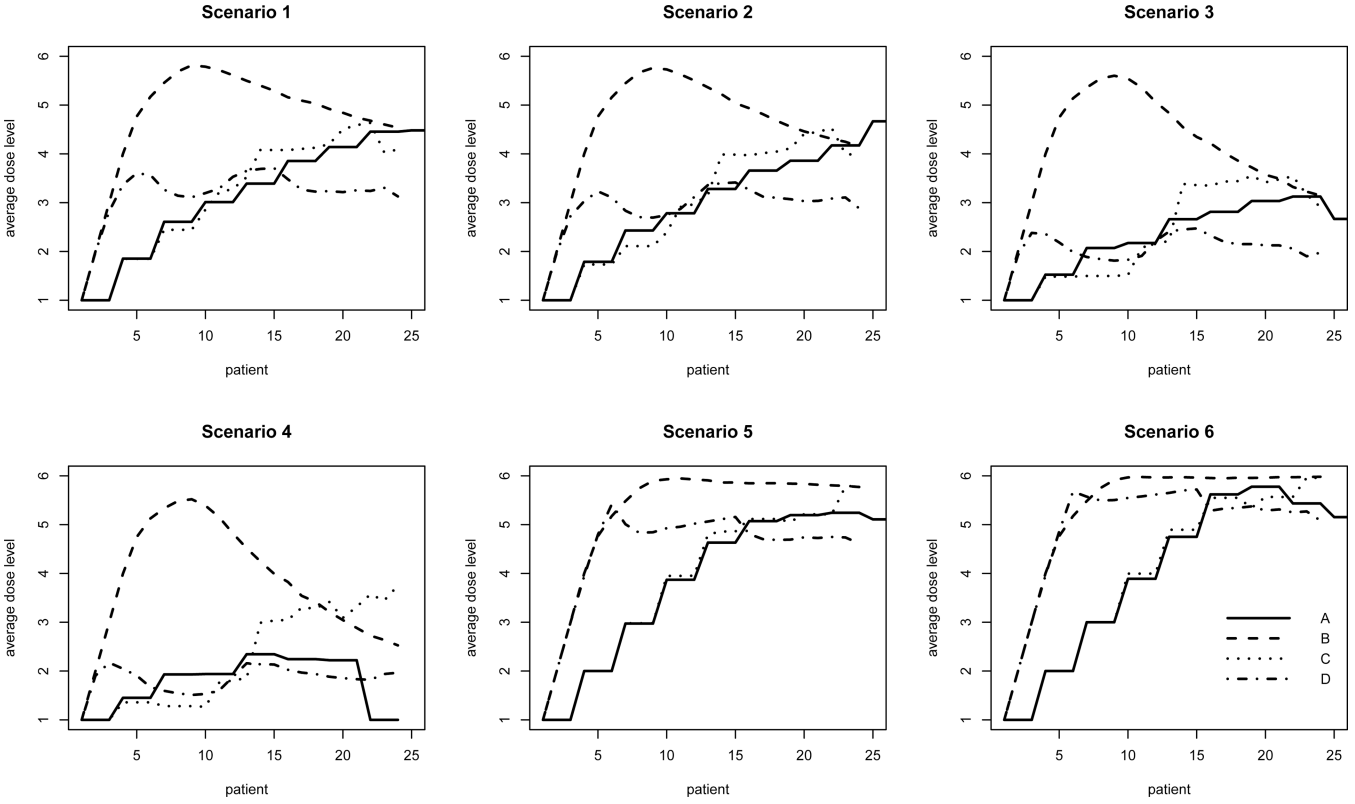 Scenario 1
average dose level
1 2 3 4 5 6
5 10 15 20 25
patient
Scenario 2
average dose level
1 2 3 4 5 6
5 10 15 20 25
patient
Scenario 3
average dose level
1 2 3 4 5 6
5 10 15 20 25
patient
Scenario 4
average dose level
1 2 3 4 5 6
5 10 15 20 25
patient
Scenario 5
average dose level
1 2 3 4 5 6
5 10 15 20 25
patient
Scenario 6
average dose level
1 2 3 4 5 6
A
B
C
D
5 10 15 20 25
patient